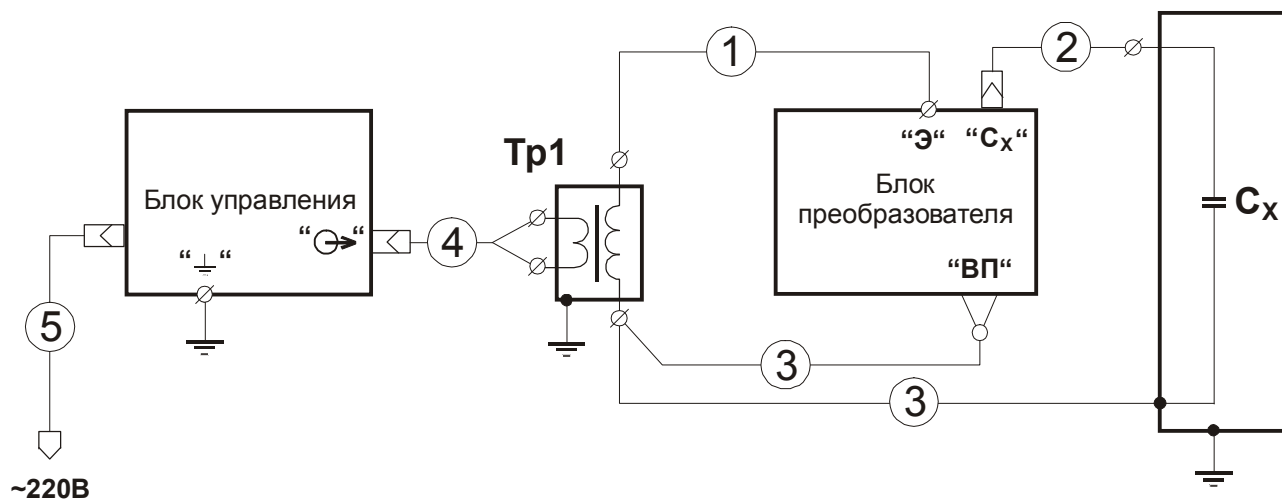 1
2
“Э“ “Cx“
Тр1
Блок
преобразователя
Блок управления
“ “
4
Cx
“ “
“ВП“
5
3
3
~220В